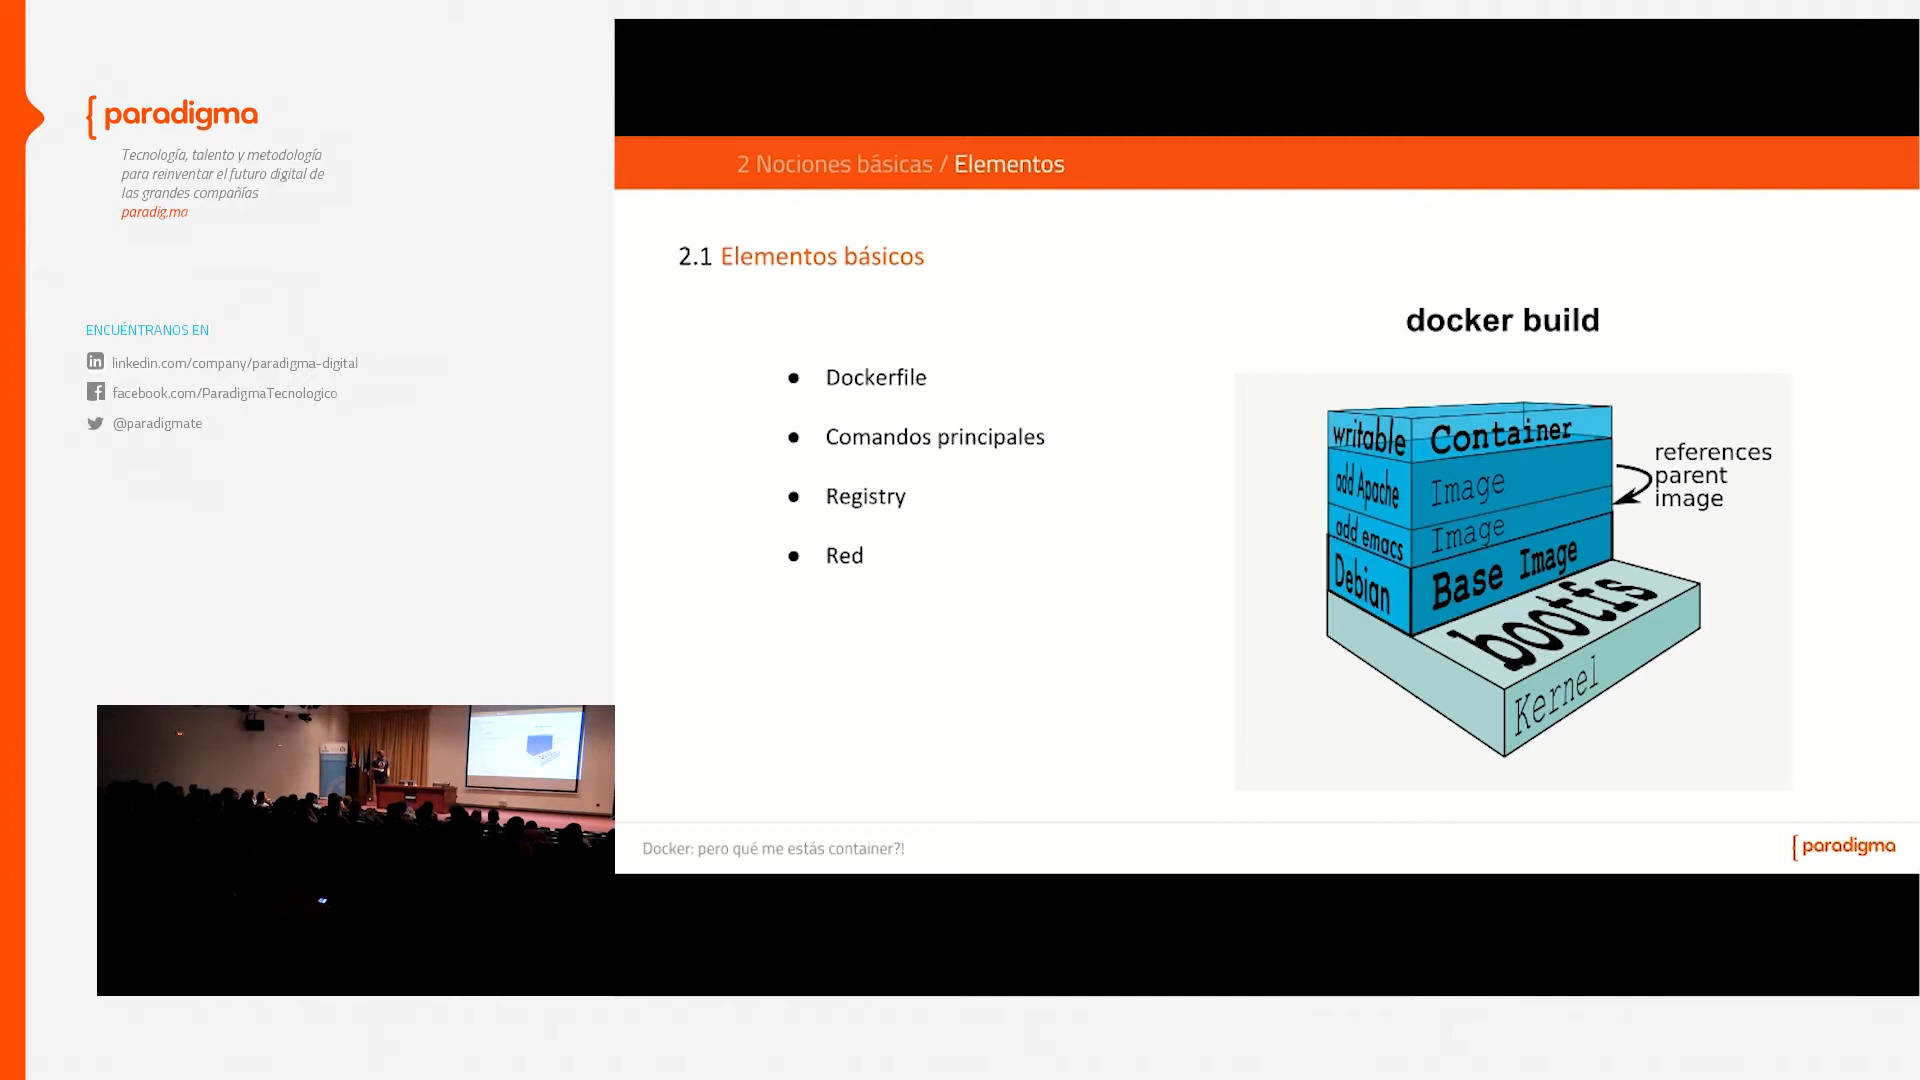 { paradigma
Tecnología, talento y metodología
para reinventar el futuro digital de
las grandes compañías
paradig.ma
ENCUÉNTRANOS EN
in linkedin.com/company/paradigma-digital
f facebook.com/ParadigmaTecnologico
@paradigmate
2 Nociones básicas / Elementos
2.1 Elementos básicos
● Dockerfile
● Comandos principales
● Registry
● Red
docker build
writable Container
add Apache Image
add emacs Image
Debian Base Image
bootfs
Kernel
references
parent
image
Docker: pero qué me estás container?!
{ paradigma